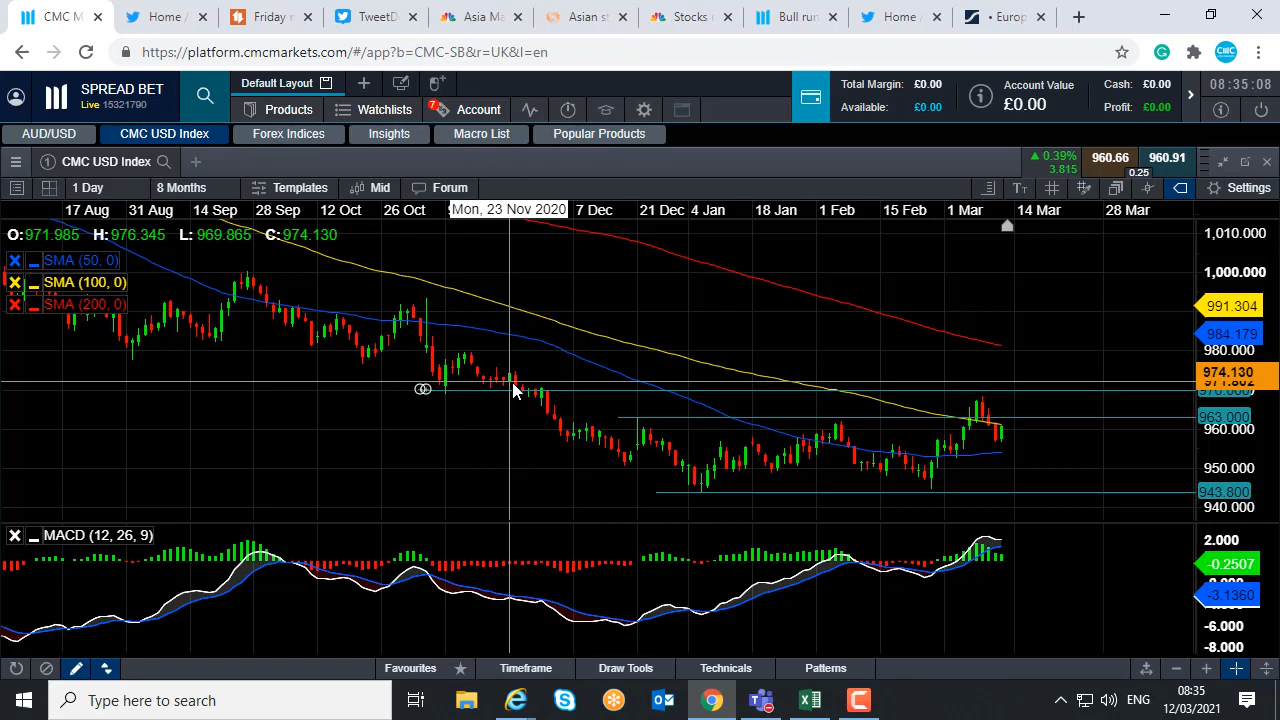 CMC M
Home /
Friday r
TweetD
Asia Ma
Asian st
Stocks u
Bull run
Home /
• Europ
https://platform.cmcmarkets.com/#/app?b=CMC-SB&r=UK&l=en
SPREAD BET
Live 15321790
Default Layout
Products
Watchlists
7
Account
Total Margin: £0.00
Available: £0.00
Account Value
£0.00
Cash: £0.00
Profit: £0.00
08:35:08
AUD/USD
CMC USD Index
Forex Indices
Insights
Macro List
Popular Products
1 CMC USD Index
0.39%
3.815
960.66
0.25
960.91
1 Day
8 Months
Templates
Mid
Forum
Settings
17 Aug
31 Aug
14 Sep
28 Sep
12 Oct
26 Oct
Mon, 23 Nov 2020
7 Dec
21 Dec
4 Jan
18 Jan
1 Feb
15 Feb
1 Mar
14 Mar
28 Mar
O:971.985 H:976.345 L:969.865 C:974.130
SMA (50, 0)
SMA (100, 0)
SMA (200, 0)
1,010.000
1,000.000
991.304
984.179
980.000
974.130
963.000
960.000
950.000
943.800
940.000
MACD (12, 26, 9)
2.000
-0.2507
-3.1360
-6.000
-8.000
Favourites
Timeframe
Draw Tools
Technicals
Patterns
Type here to search
ENG
08:35
12/03/2021